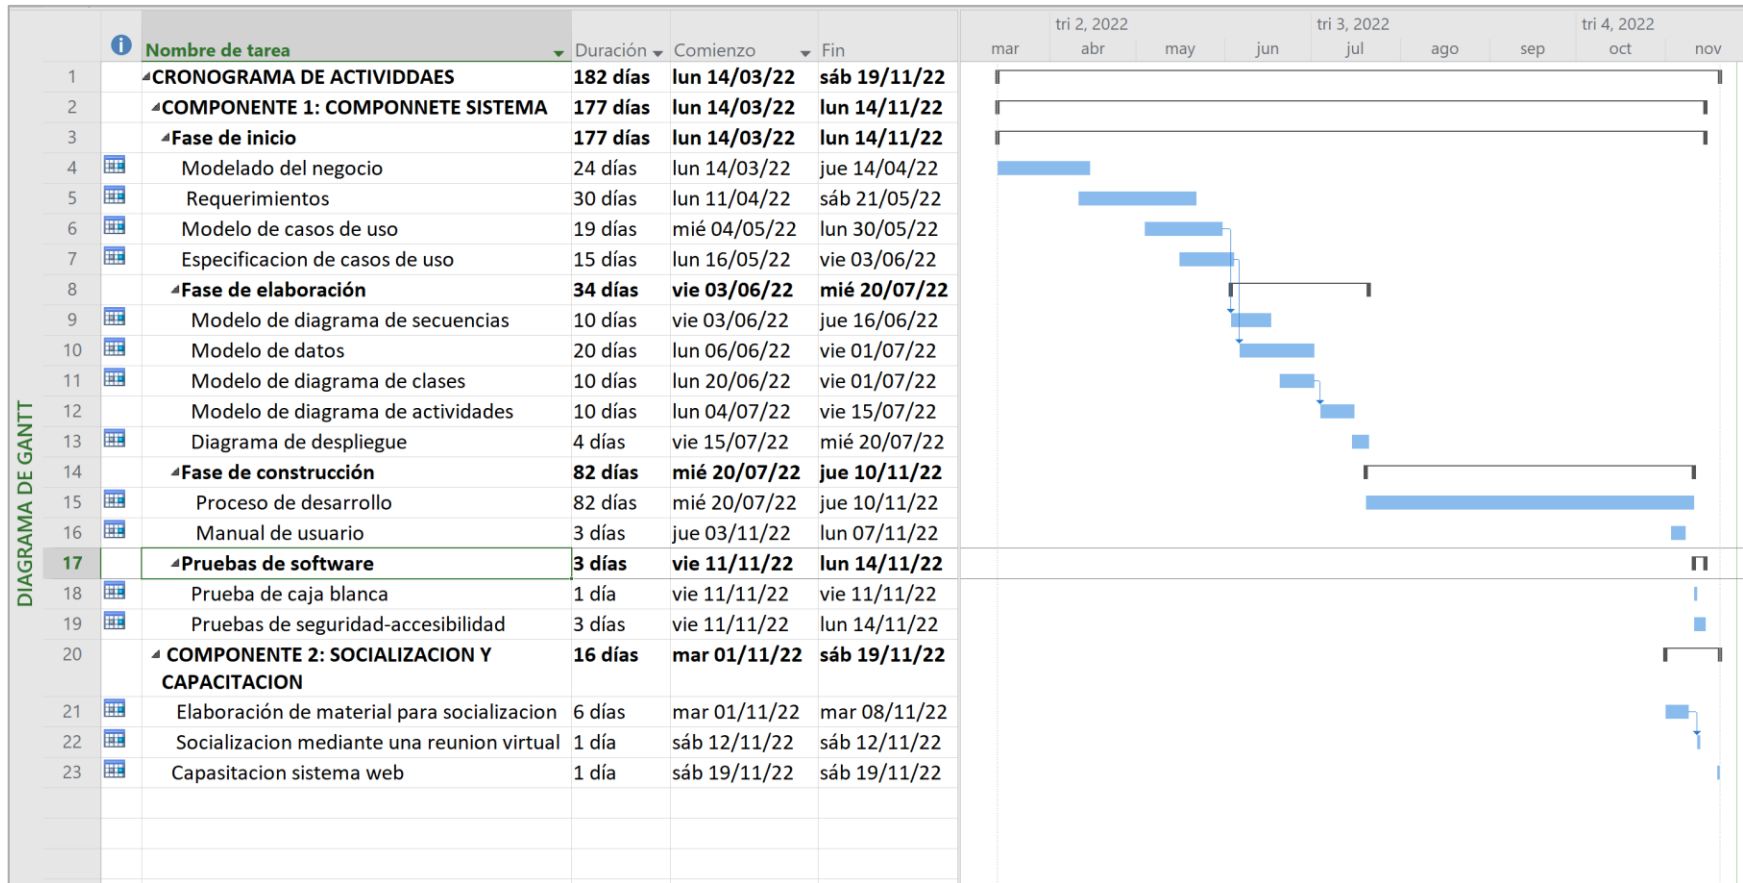 tri 2, 2022 tri 3, 2022 tri 4, 2022
Nombre de tarea Duración Comienzo Fin mar abr may jun jul ago sep oct nov
1 CRONOGRAMA DE ACTIVIDDAES 182 días lun 14/03/22 sáb 19/11/22
2 COMPONENTE 1: COMPONNETE SISTEMA 177 días lun 14/03/22 lun 14/11/22
3 Fase de inicio 177 días lun 14/03/22 lun 14/11/22
4 Modelado del negocio 24 días lun 14/03/22 jue 14/04/22
5 Requerimientos 30 días lun 11/04/22 sáb 21/05/22
6 Modelo de casos de uso 19 días mié 04/05/22 lun 30/05/22
7 Especificacion de casos de uso 15 días lun 16/05/22 vie 03/06/22
8 Fase de elaboración 34 días vie 03/06/22 mié 20/07/22
9 Modelo de diagrama de secuencias 10 días vie 03/06/22 jue 16/06/22
10 Modelo de datos 20 días lun 06/06/22 vie 01/07/22
11 Modelo de diagrama de clases 10 días lun 20/06/22 vie 01/07/22
12 Modelo de diagrama de actividades 10 días lun 04/07/22 vie 15/07/22
13 Diagrama de despliegue 4 días vie 15/07/22 mié 20/07/22
14 Fase de construcción 82 días mié 20/07/22 jue 10/11/22
15 Proceso de desarrollo 82 días mié 20/07/22 jue 10/11/22
16 Manual de usuario 3 días jue 03/11/22 lun 07/11/22
17 Pruebas de software 3 días vie 11/11/22 lun 14/11/22
18 Prueba de caja blanca 1 día vie 11/11/22 vie 11/11/22
19 Pruebas de seguridad-accesibilidad 3 días vie 11/11/22 lun 14/11/22
20 COMPONENTE 2: SOCIALIZACION Y 16 días mar 01/11/22 sáb 19/11/22
CAPACITACION
21 Elaboración de material para socializacion 6 días mar 01/11/22 mar 08/11/22
22 Socializacion mediante una reunion virtual 1 día sáb 12/11/22 sáb 12/11/22
23 Capasitacion sistema web 1 día sáb 19/11/22 sáb 19/11/22
DIAGRAMA DE GANTT